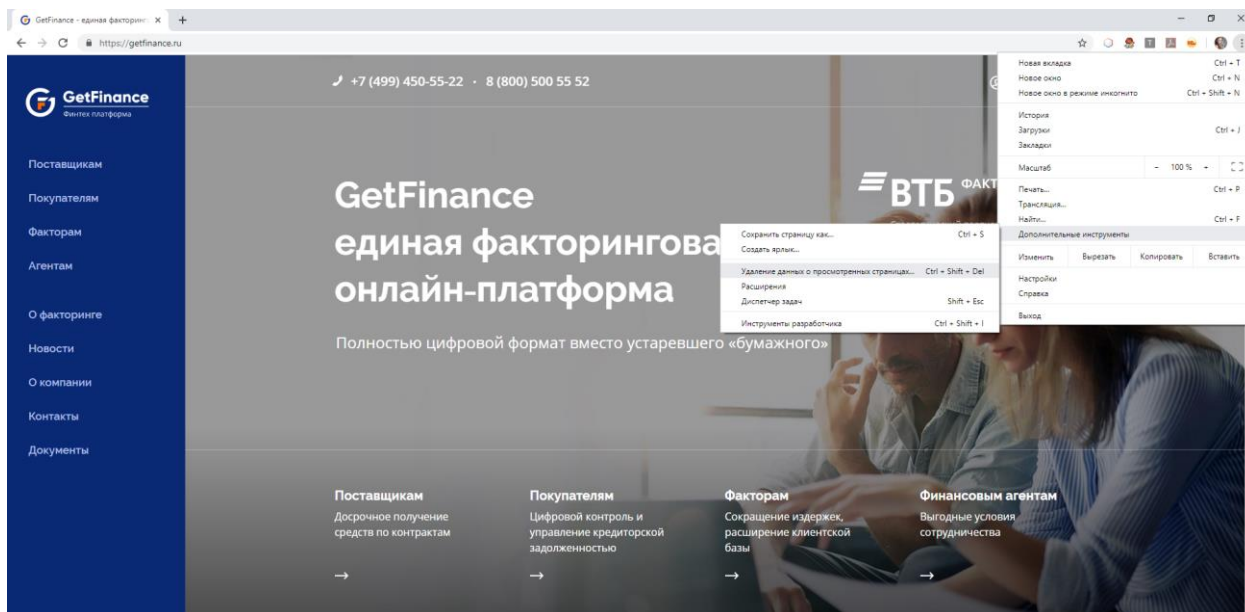 GetFinance - единая факторинг
https://getfinance.ru
GetFinance
Финтех платформа
Поставщикам
Покупателям
Факторам
Агентам
О факторинге
Новости
О компании
Контакты
Документы
+7 (499) 450-55-22 · 8 (800) 500 55 52
GetFinance
единая факторингова
онлайн-платформа
Полностью цифровой формат вместо устаревшего «бумажного»
ВТБ ФАКТ
Новая вкладка Ctrl + T
Новое окно Ctrl + N
Новое окно в режиме инкогнито Ctrl + Shift + N
История
Загрузки Ctrl + J
Закладки
Масштаб - 100 % +
Печать... Ctrl + P
Трансляция...
Найти... Ctrl + F
Дополнительные инструменты
Изменить Вырезать Копировать Вставить
Настройки
Справка
Выход
Сохранить страницу как... Ctrl + S
Создать ярлык...
Удаление данных о просмотренных страницах... Ctrl + Shift + Del
Расширения
Диспетчер задач Shift + Esc
Инструменты разработчика Ctrl + Shift + I
Поставщикам
Досрочное получение
средств по контрактам
Покупателям
Цифровой контроль и
управление кредиторской
задолженностью
Факторам
Сокращение издержек,
расширение клиентской
базы
Финансовым агентам
Выгодные условия
сотрудничества